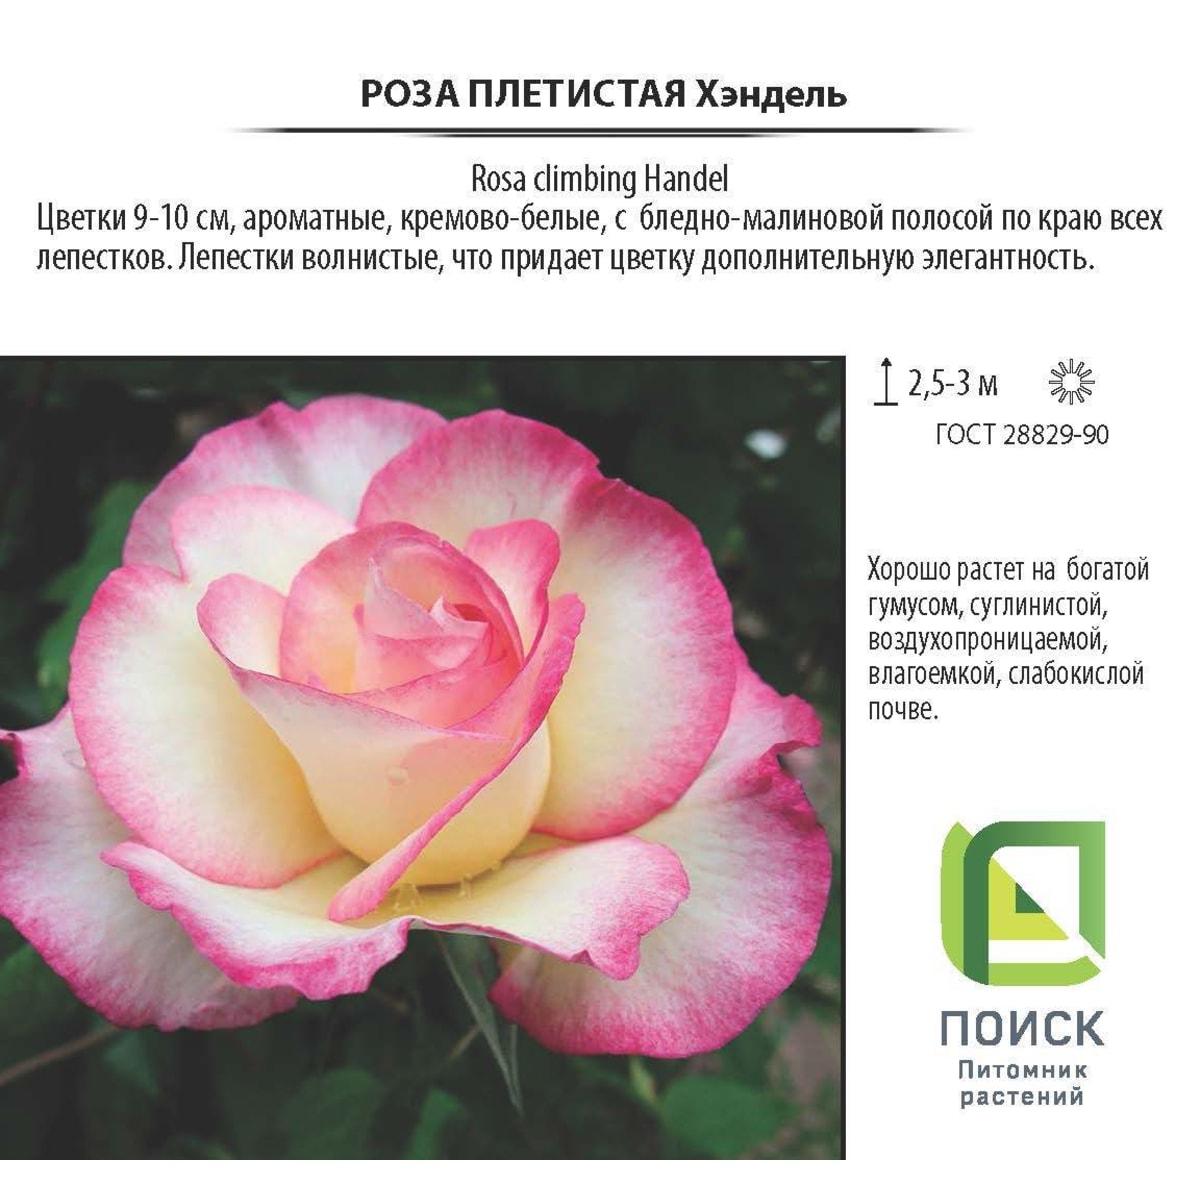 РОЗА ПЛЕТИСТАЯ Хэндель
Rosa climbing Handel
Цветки 9-10 см, ароматные, кремово-белые, с бледно-малиновой полосой по краю всех
лепестков. Лепестки волнистые, что придает цветку дополнительную элегантность.
2,5-3 м
ГОСТ 28829-90
Хорошо растет на богатой
гумусом, суглинистой,
воздухопроницаемой,
влагоемкой, слабокислой
почве.
ПОИСК
Питомник
растений